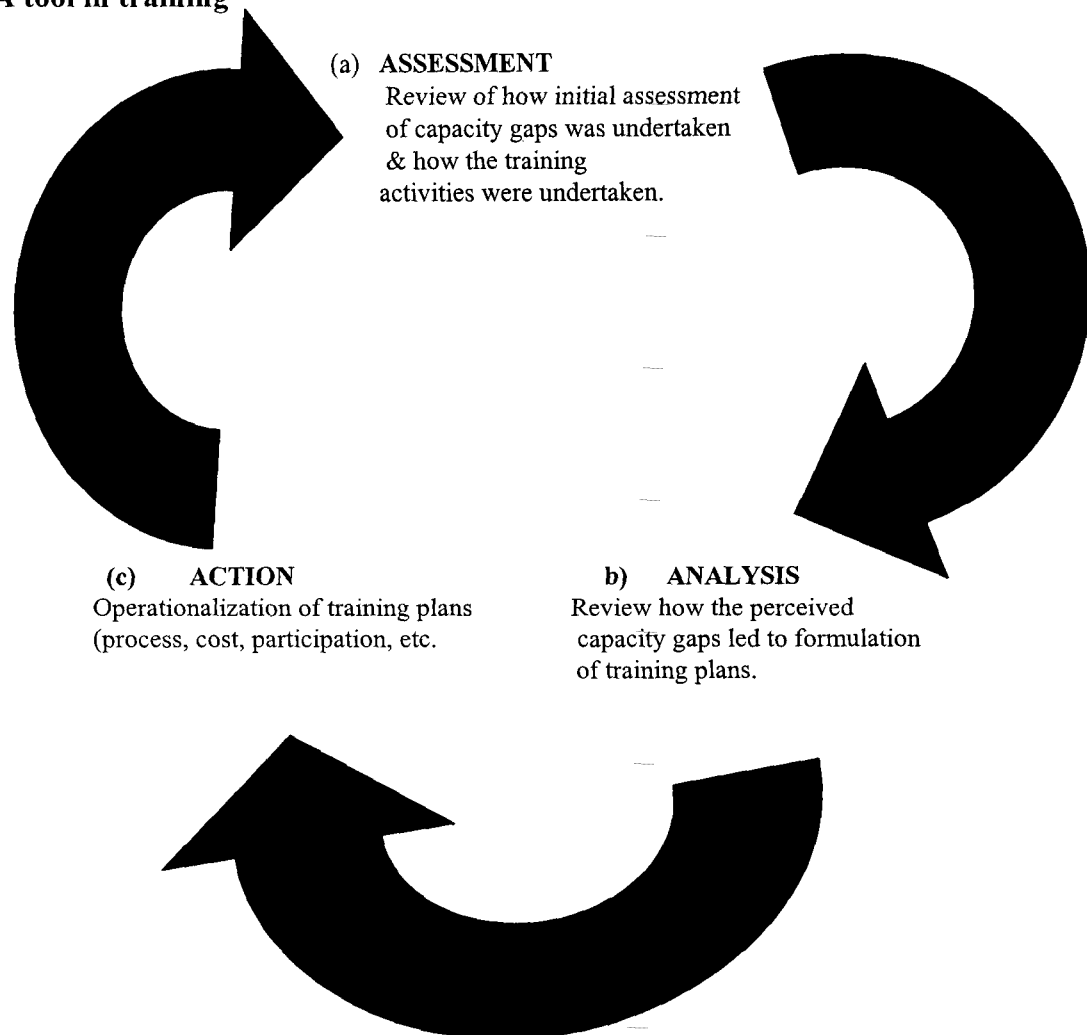 A tool in training
(a) ASSESSMENT
Review of how initial assessment
of capacity gaps was undertaken
& how the training
activities were undertaken.
(c) ACTION
Operationalization of training plans
(process, cost, participation, etc.
b) ANALYSIS
Review how the perceived
capacity gaps led to formulation
of training plans.